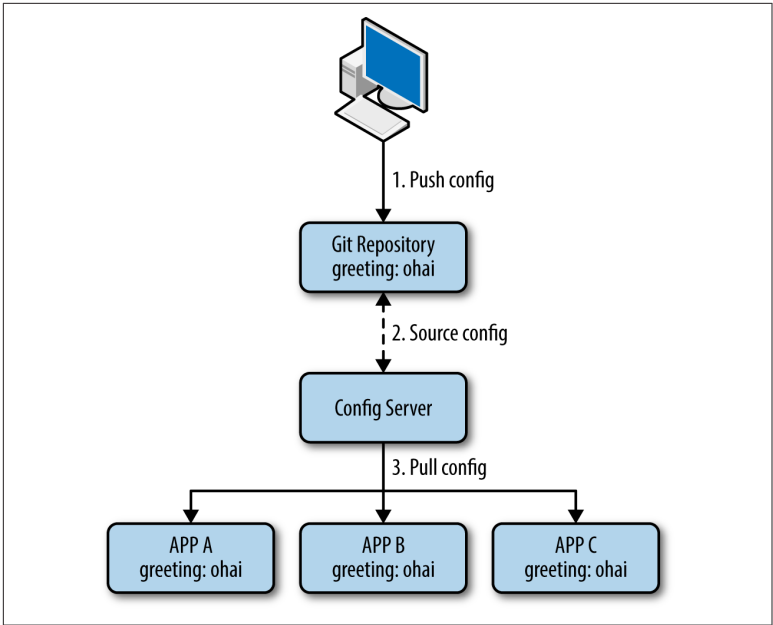 1. Push config
Git Repository
greeting: ohai
2. Source config
Config Server
3. Pull config
APP A
greeting: ohai
APP B
greeting: ohai
APP C
greeting: ohai